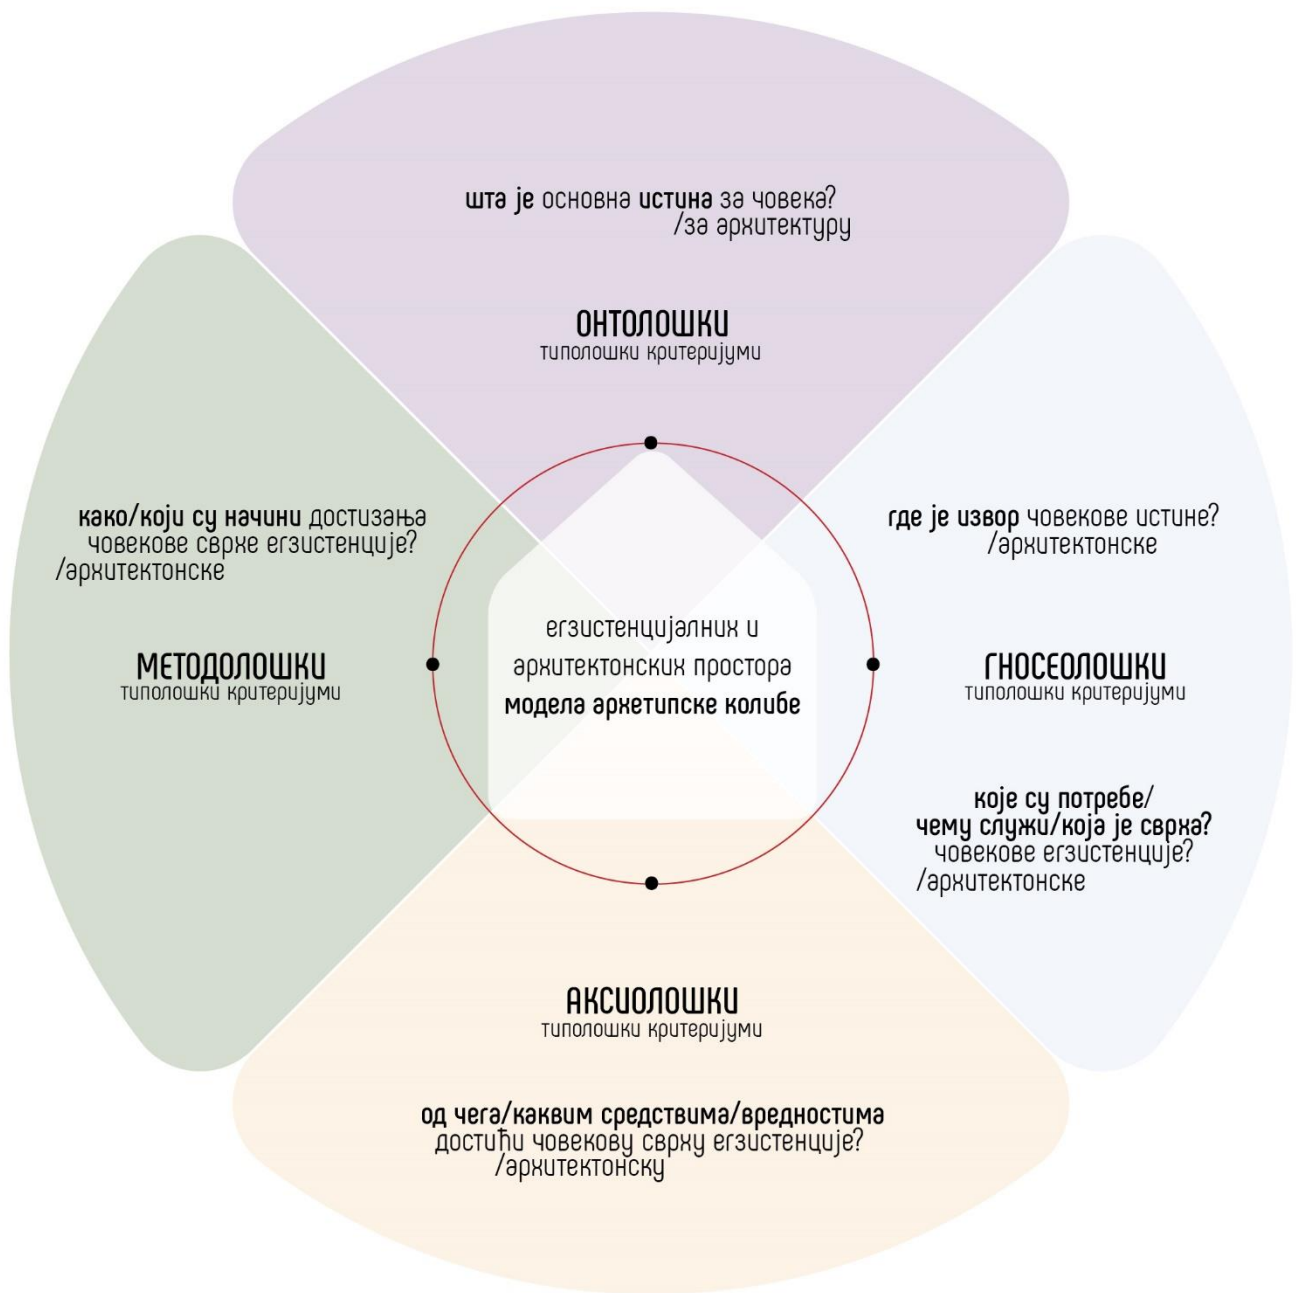 шта је основна истина за човека?
/за архитектуру
ОНТОЛОШКИ
типолошки критеријуми
како/који су начини достизања
човекове сврхе егзистенције?
/архитектонске
МЕТОДОЛОШКИ
типолошки критеријуми
егзистенцијалних и
архитектонских простора
модела архетипске колибе
где је извор човекове истине?
/архитектонске
ГНОСЕОЛОШКИ
типолошки критеријуми
које су потребе/
чему служи/која је сврха?
човекове егзистенције?
/архитектонске
АКСИОЛОШКИ
типолошки критеријуми
од чега/каквим средствима/вредностима
достићи човекову сврху егзистенције?
/архитектонску